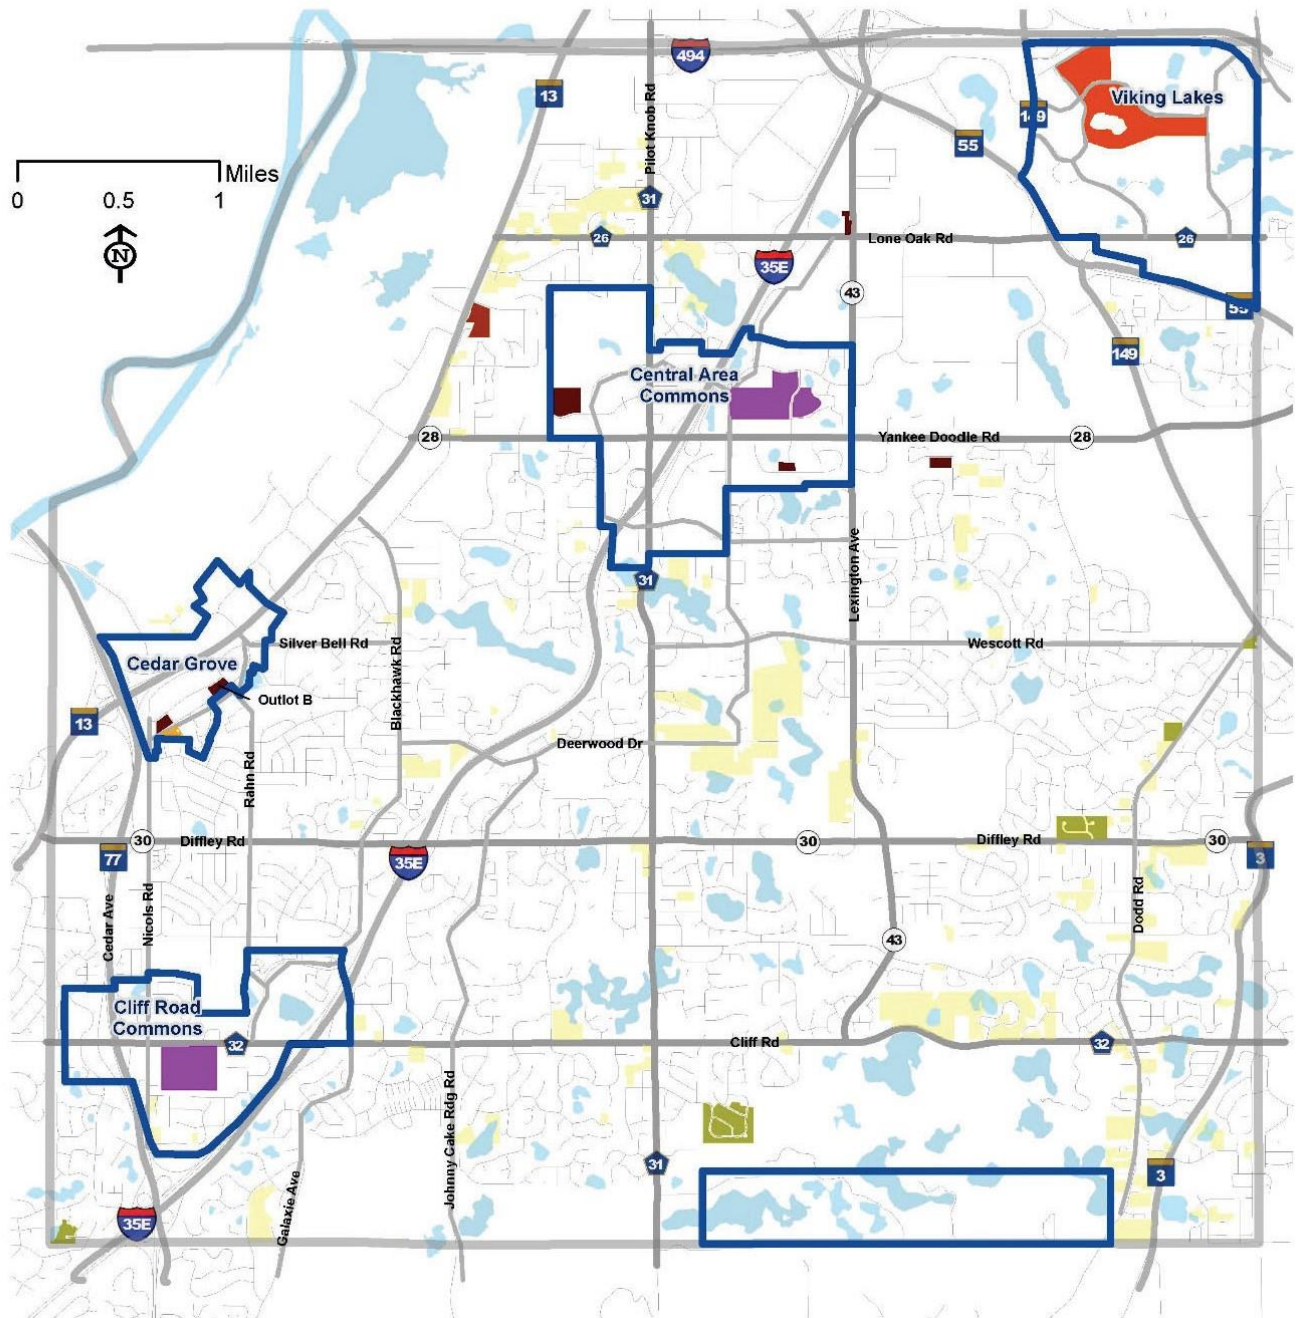 494
13
Pilot Knob Rd
Viking Lakes
149
55
Miles
0 0.5 1
N
31
26
Lone Oak Rd
26
35E
43
55
149
Central Area
Commons
28
Yankee Doodle Rd
28
Lexington Ave
31
Silver Bell Rd
Wescott Rd
Cedar Grove
Blackhawk Rd
Outlot B
13
Deerwood Dr
Rahn Rd
30
Diffley Rd
30
Diffley Rd
30
77
35E
3
Cedar Ave
Nicols Rd
Dodd Rd
43
Cliff Road
Commons
32
Cliff Rd
32
Johnny Cake Rdg Rd
31
3
Galaxie Ave
35E